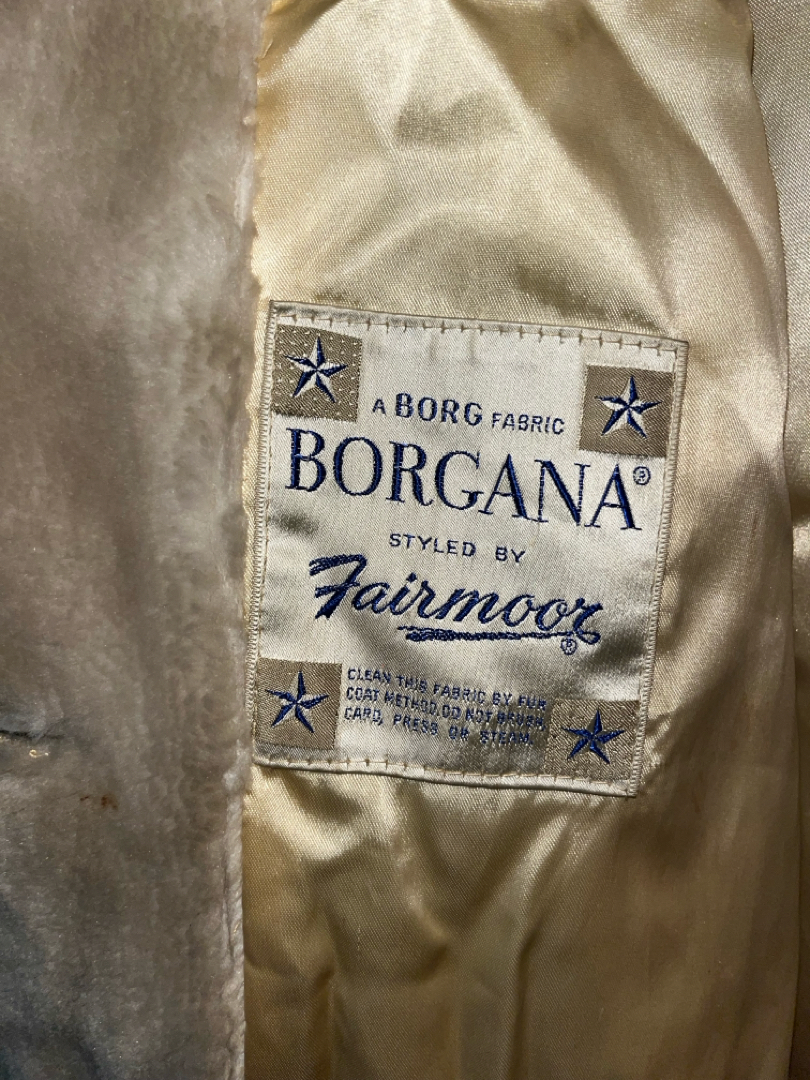 A BORG FABRIC
BORGANA®
STYLED BY
Fairmoor
®
CLEAN THIS FABRIC BY FUR
COAT METHOD, DO NOT BRUSH,
CARD, PRESS OR STEAM.